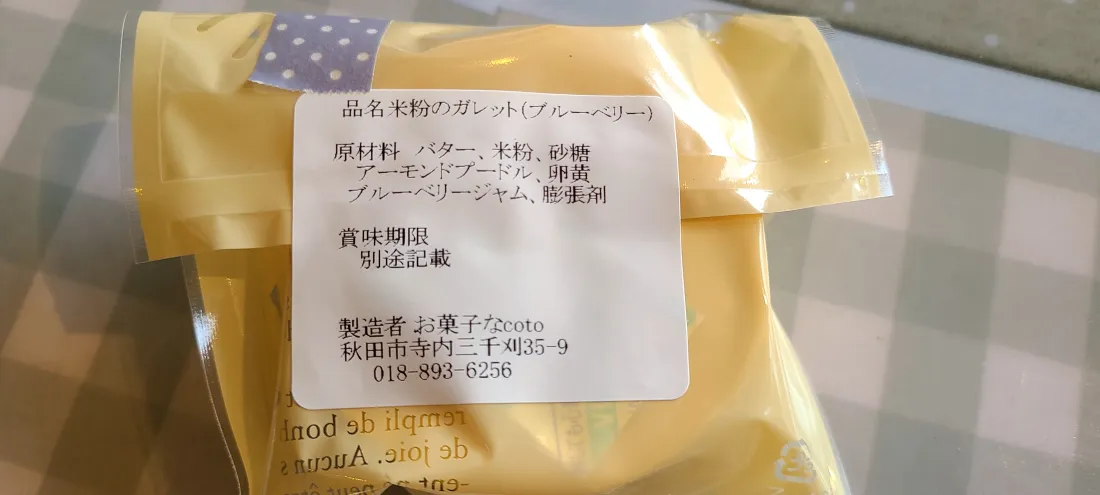 品名米粉のガレット(ブルーベリー)
原材料 バター、米粉、砂糖
アーモンドプードル、卵黄
ブルーベリージャム、膨張剤
賞味期限
別途記載
製造者 お菓子なcoto
秋田市寺内三千刈35-9
018-893-6256
rempli de bonh
de joie. Aucun s